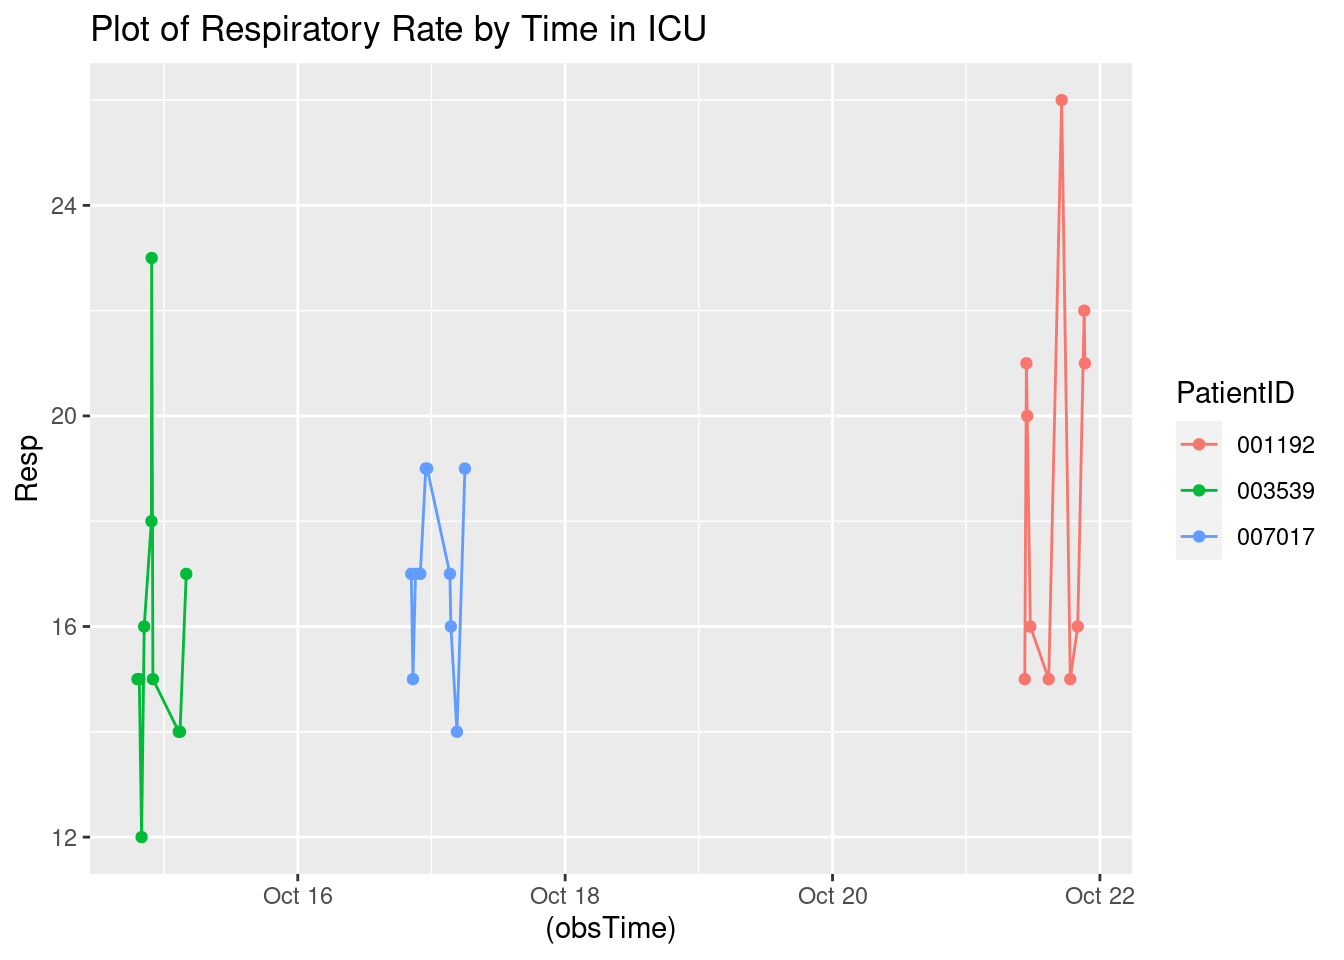 Plot of Respiratory Rate by Time in ICU
Resp
24
20
16
12
Oct 16
Oct 18
Oct 20
Oct 22
(obsTime)
PatientID
001192
003539
007017